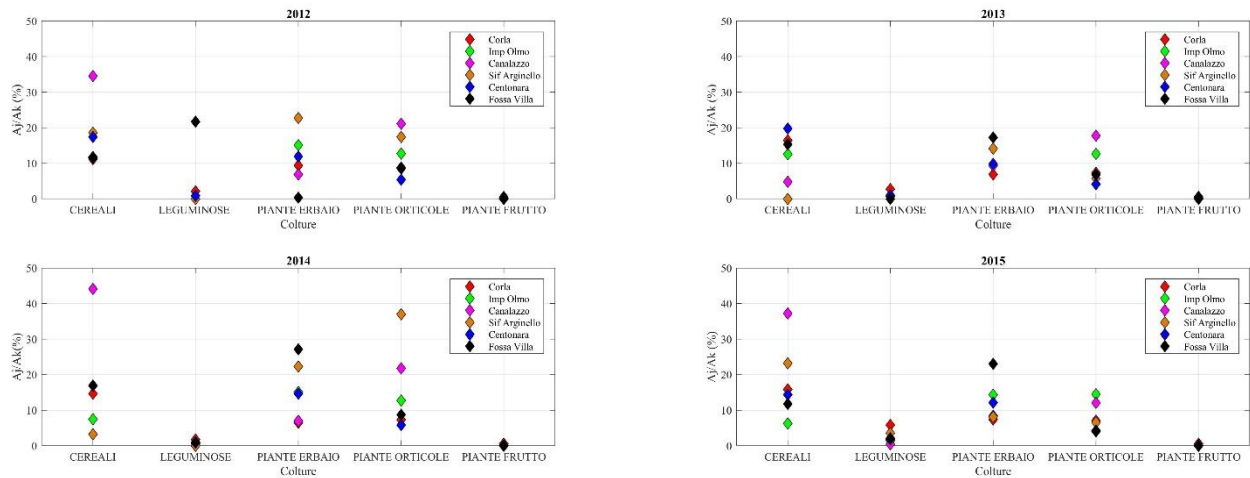 2012
50
40
30
20
10
0
Aj/Ak (%)
Corla
Imp Olmo
Canalazzo
Sif Arginello
Centonara
Fossa Villa
CEREALI LEGUMINOSE PIANTE ERBAIO PIANTE ORTICOLE PIANTE FRUTTO
Colture
2013
50
40
30
20
10
0
Aj/Ak (%)
Corla
Imp Olmo
Canalazzo
Sif Arginello
Centonara
Fossa Villa
CEREALI LEGUMINOSE PIANTE ERBAIO PIANTE ORTICOLE PIANTE FRUTTO
Colture
2014
50
40
30
20
10
0
Aj/Ak(%)
Corla
Imp Olmo
Canalazzo
Sif Arginello
Centonara
Fossa Villa
CEREALI LEGUMINOSE PIANTE ERBAIO PIANTE ORTICOLE PIANTE FRUTTO
Colture
2015
50
40
30
20
10
0
Aj/Ak (%)
Corla
Imp Olmo
Canalazzo
Sif Arginello
Centonara
Fossa Villa
CEREALI LEGUMINOSE PIANTE ERBAIO PIANTE ORTICOLE PIANTE FRUTTO
Colture